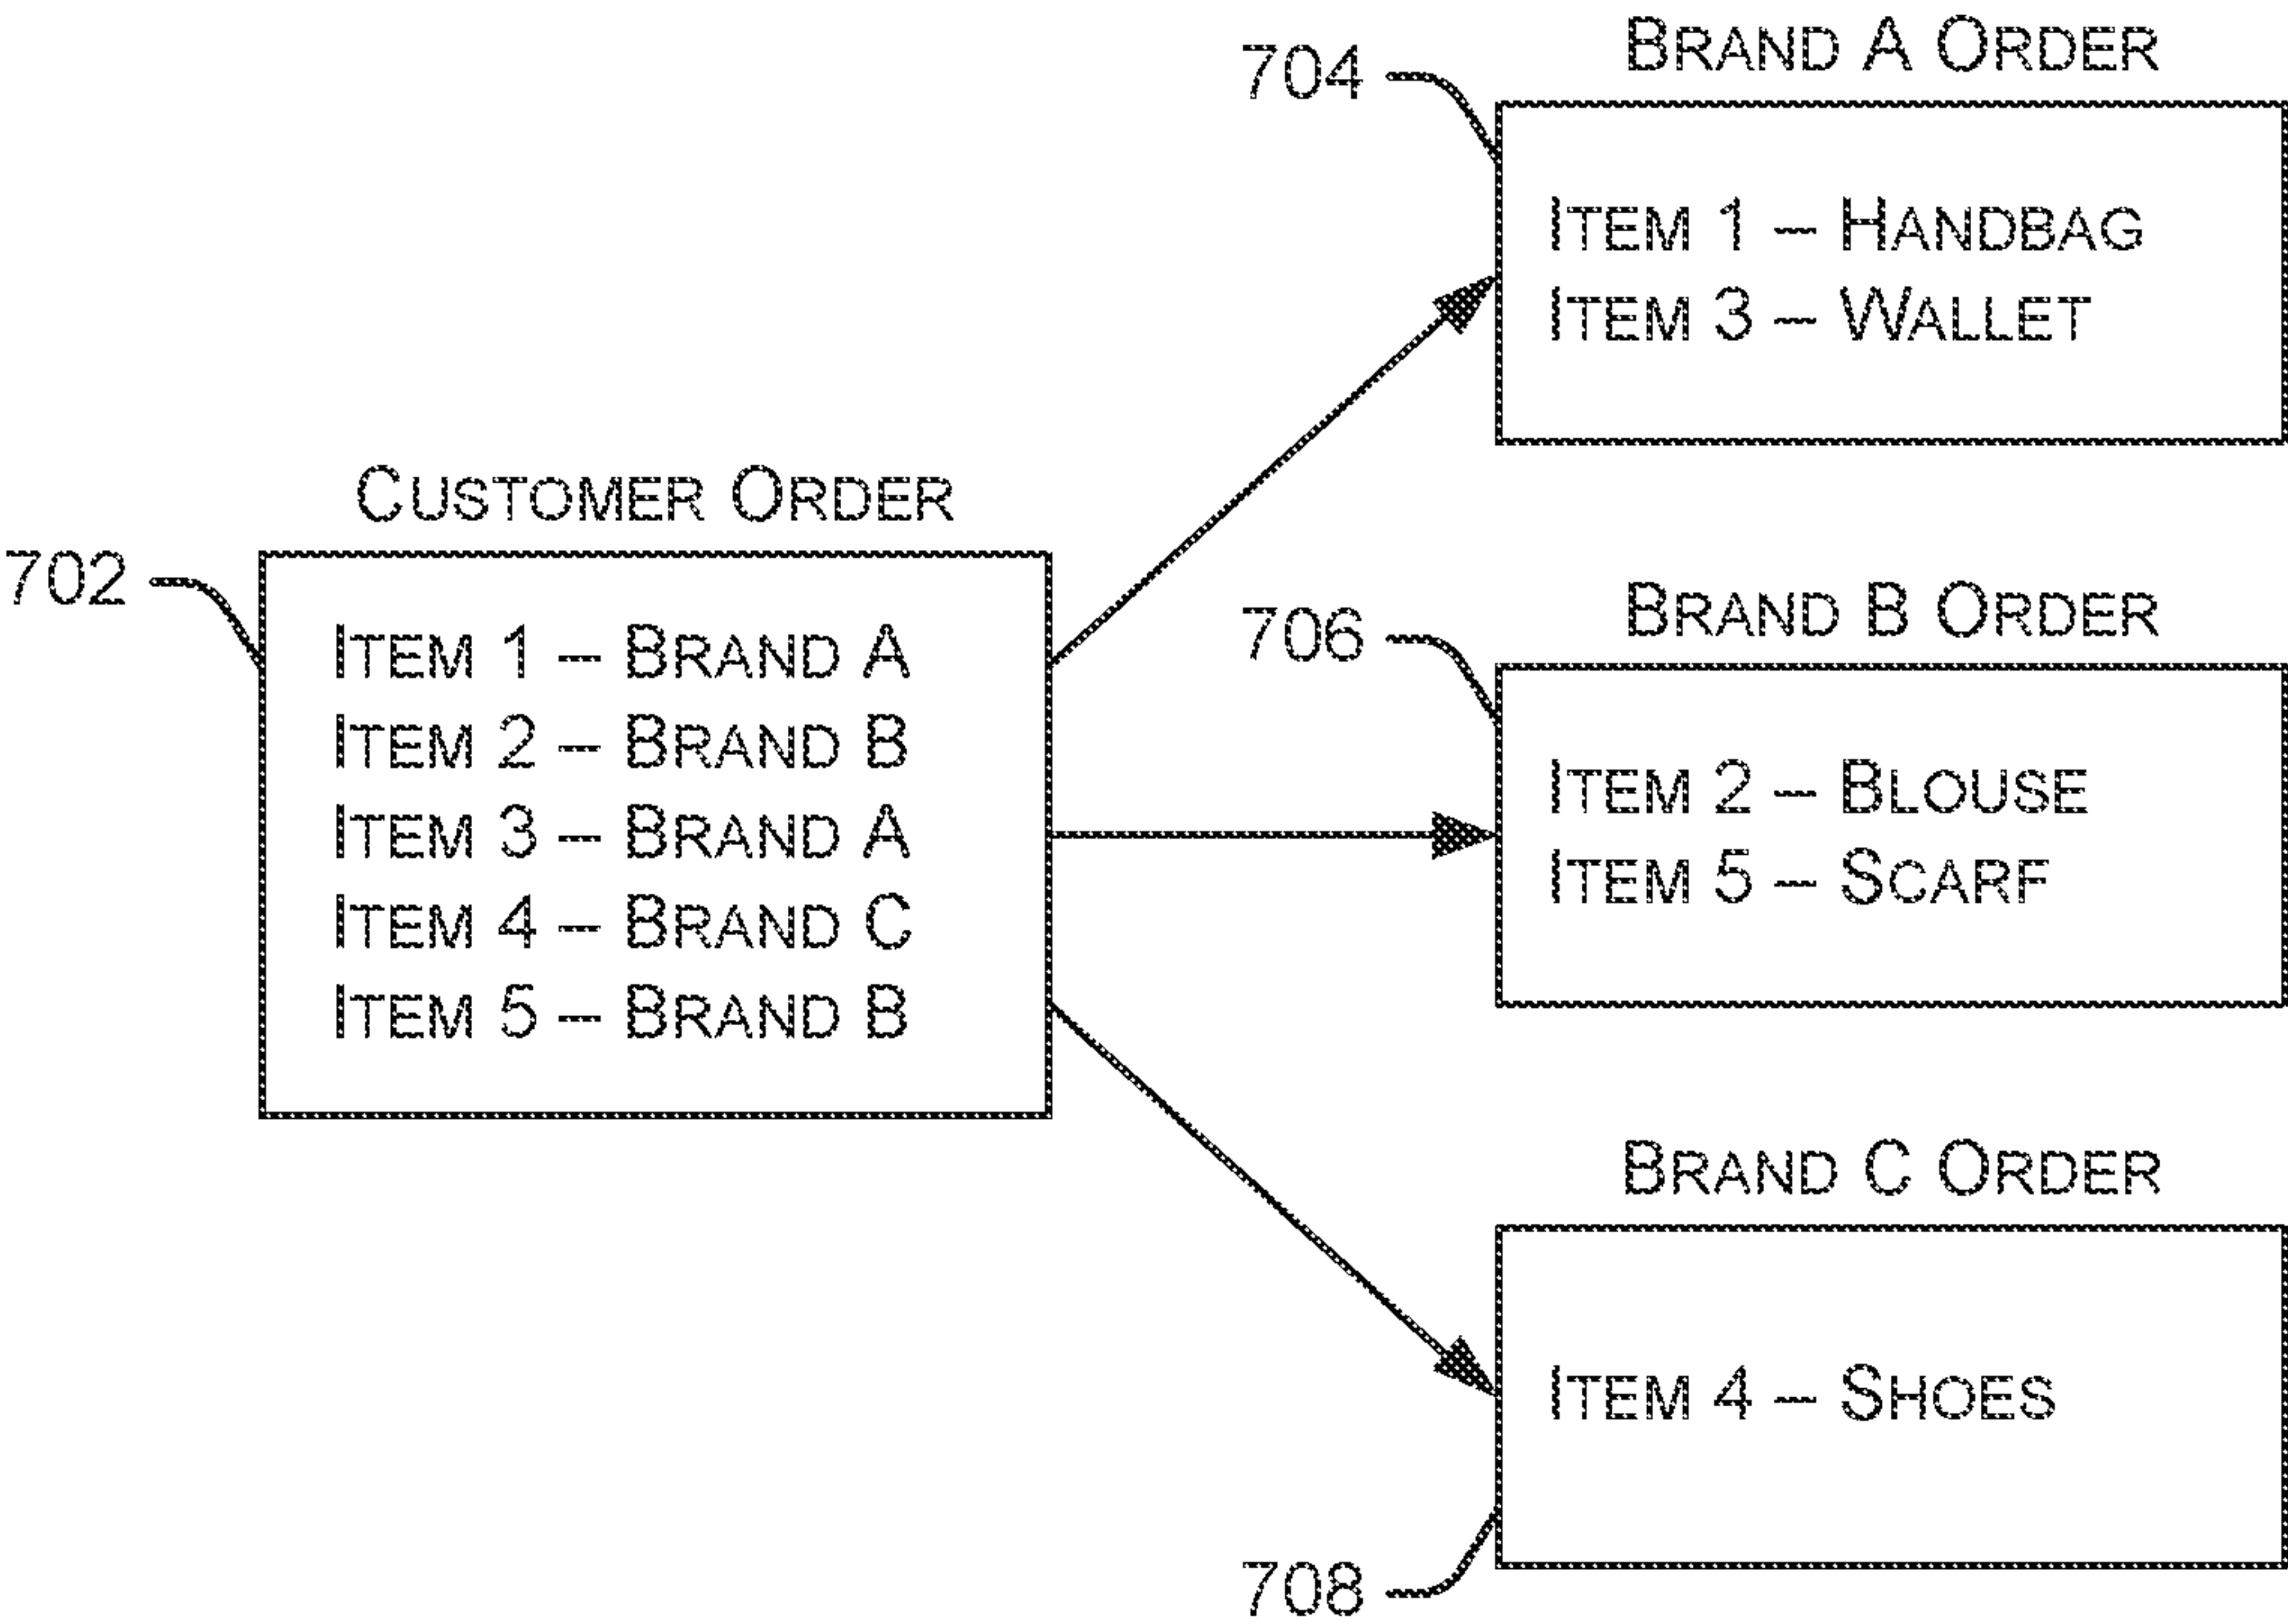 CUSTOMER ORDER
702
ITEM 1 – BRAND A
ITEM 2 – BRAND B
ITEM 3 – BRAND A
ITEM 4 – BRAND C
ITEM 5 – BRAND B
BRAND A ORDER
704
ITEM 1 – HANDBAG
ITEM 3 – WALLET
BRAND B ORDER
706
ITEM 2 – BLOUSE
ITEM 5 – SCARF
BRAND C ORDER
ITEM 4 – SHOES
708